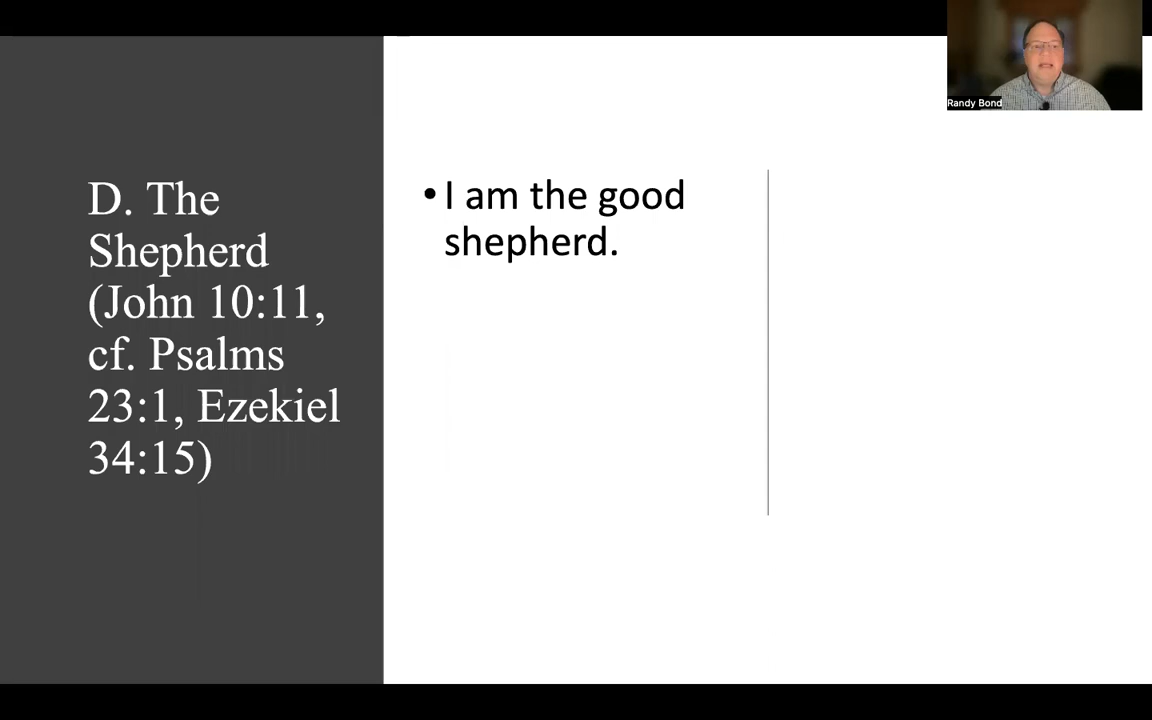 D. The
Shepherd
(John 10:11,
cf. Psalms
23:1, Ezekiel
34:15)
• I am the good
shepherd.
Randy Bond